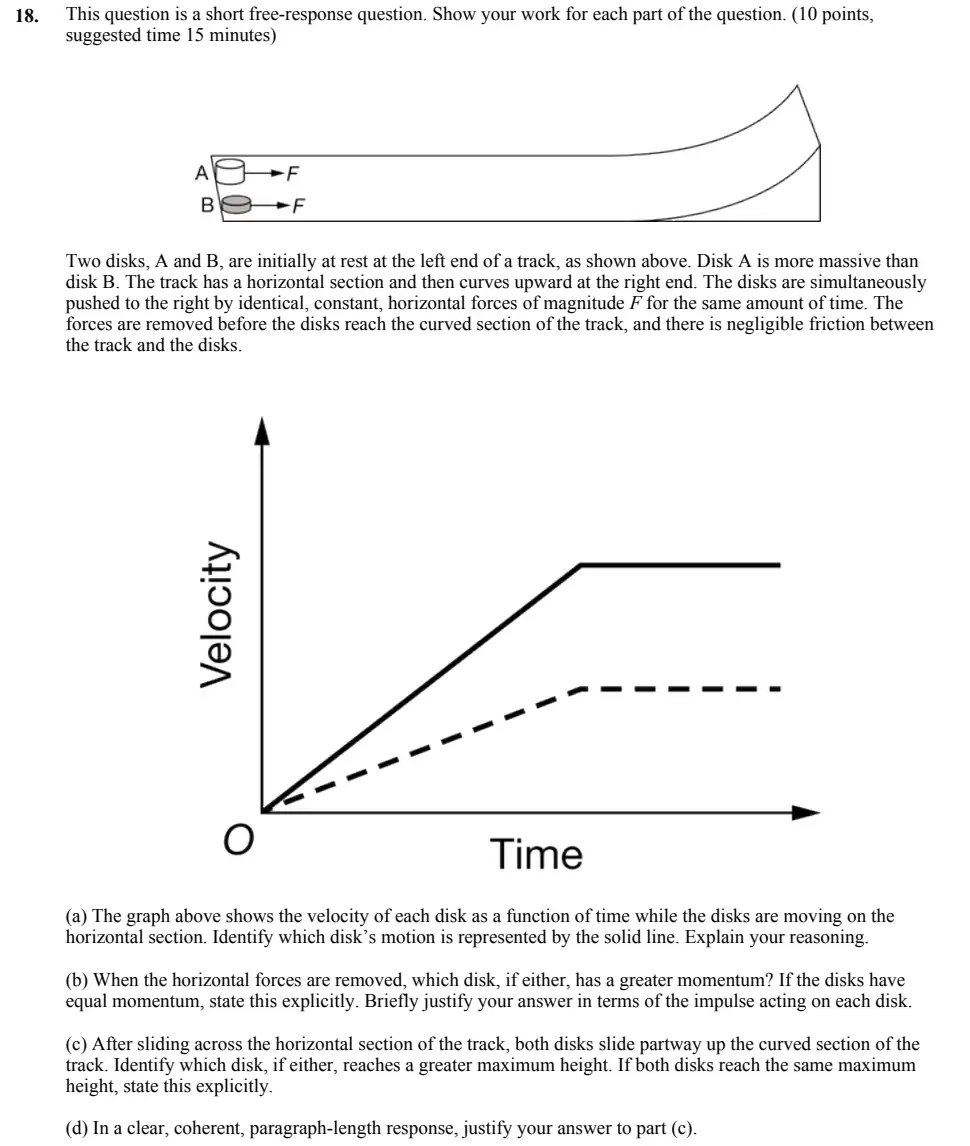 18. This question is a short free-response question. Show your work for each part of the question. (10 points,
suggested time 15 minutes)
A
F
B
F
Two disks, A and B, are initially at rest at the left end of a track, as shown above. Disk A is more massive than
disk B. The track has a horizontal section and then curves upward at the right end. The disks are simultaneously
pushed to the right by identical, constant, horizontal forces of magnitude F for the same amount of time. The
forces are removed before the disks reach the curved section of the track, and there is negligible friction between
the track and the disks.
Velocity
O
Time
(a) The graph above shows the velocity of each disk as a function of time while the disks are moving on the
horizontal section. Identify which disk’s motion is represented by the solid line. Explain your reasoning.
(b) When the horizontal forces are removed, which disk, if either, has a greater momentum? If the disks have
equal momentum, state this explicitly. Briefly justify your answer in terms of the impulse acting on each disk.
(c) After sliding across the horizontal section of the track, both disks slide partway up the curved section of the
track. Identify which disk, if either, reaches a greater maximum height. If both disks reach the same maximum
height, state this explicitly.
(d) In a clear, coherent, paragraph-length response, justify your answer to part (c).